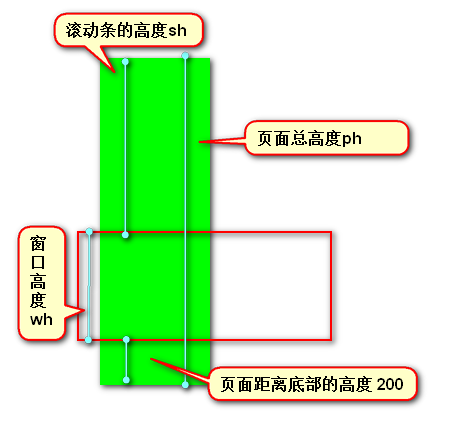 滚动条的高度sh
页面总高度ph
窗
口
高
度
wh
页面距离底部的高度 200